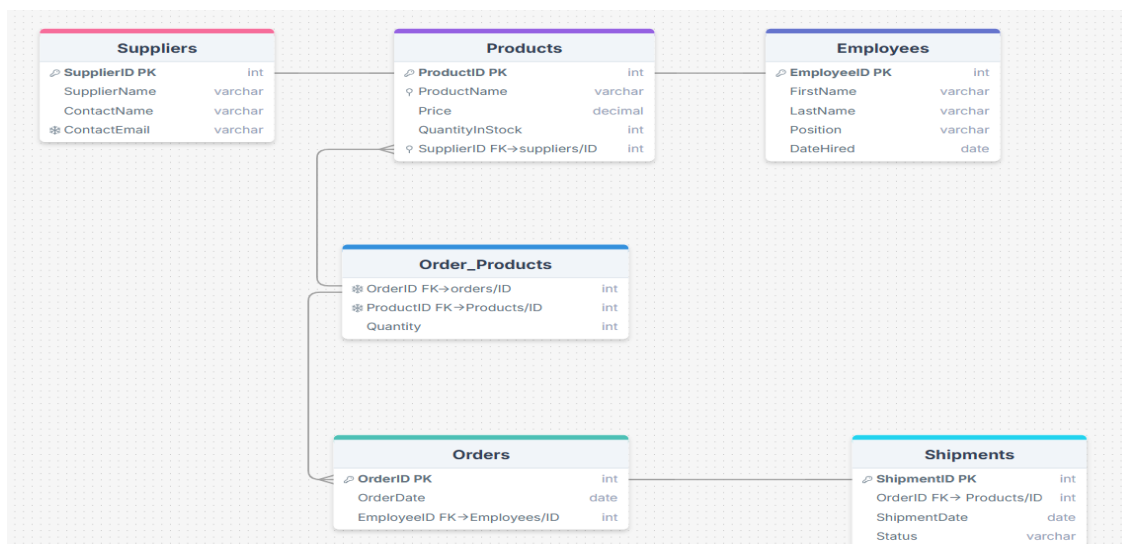 Suppliers
SupplierID PK int
SupplierName varchar
ContactName varchar
ContactEmail varchar
Products
ProductID PK int
ProductName varchar
Price decimal
QuantityInStock int
SupplierID FK→suppliers/ID int
Employees
EmployeeID PK int
FirstName varchar
LastName varchar
Position varchar
DateHired date
Order_Products
OrderID FK→orders/ID int
ProductID FK→Products/ID int
Quantity int
Orders
OrderID PK int
OrderDate date
EmployeeID FK→Employees/ID int
Shipments
ShipmentID PK int
OrderID FK→ Products/ID int
ShipmentDate date
Status varchar